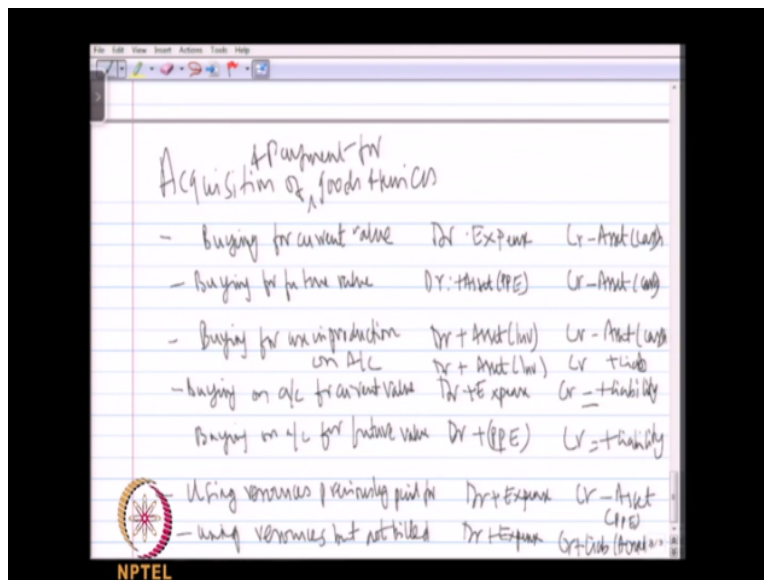 File Edit View Insert Actions Tools Help
+ Payment for
Acquisition of goods + services
- Buying for current value Dr. Expense Cr - Asset (Cash)
- Buying for future value Dr. + Asset (PPE) Cr - Asset (cash)
- Buying for use in production Dr + Asset (Inv) Cr - Asset (cash
on A/C Dr + Asset (Inv) Cr + Liab
- Buying on a/c for current value Dr + Expense Cr = + liability
Buying on a/c for future value Dr + (PPE) Cr = + liability
- Using resources previously paid for Dr + Expense Cr - Asset
(PPE)
- using resources but not billed Dr + Expense Cr + Liab (Accrual
NPTEL